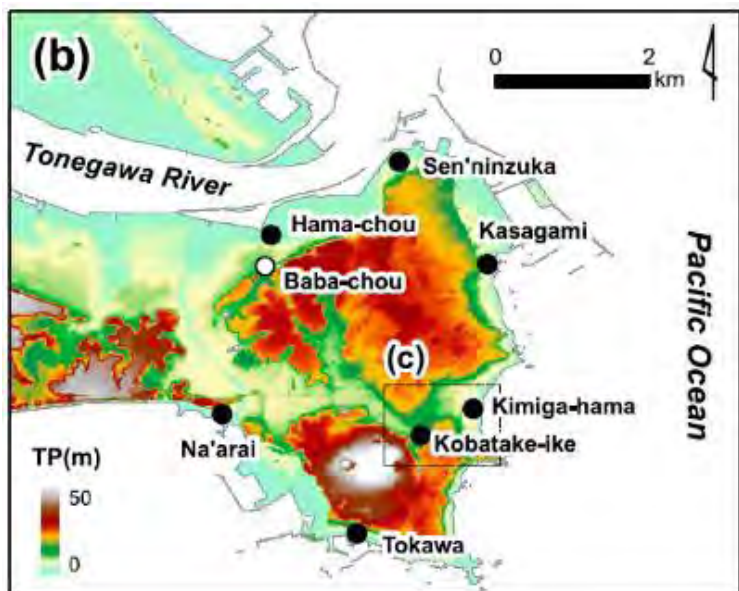 (b)
0 2
km
Tonegawa River
Sen'ninzuka
Hama-chou
Kasagami
Baba-chou
Pacific Ocean
(c)
Kimiga-hama
Na'arai
Kobatake-ike
TP(m)
50
0
Tokawa